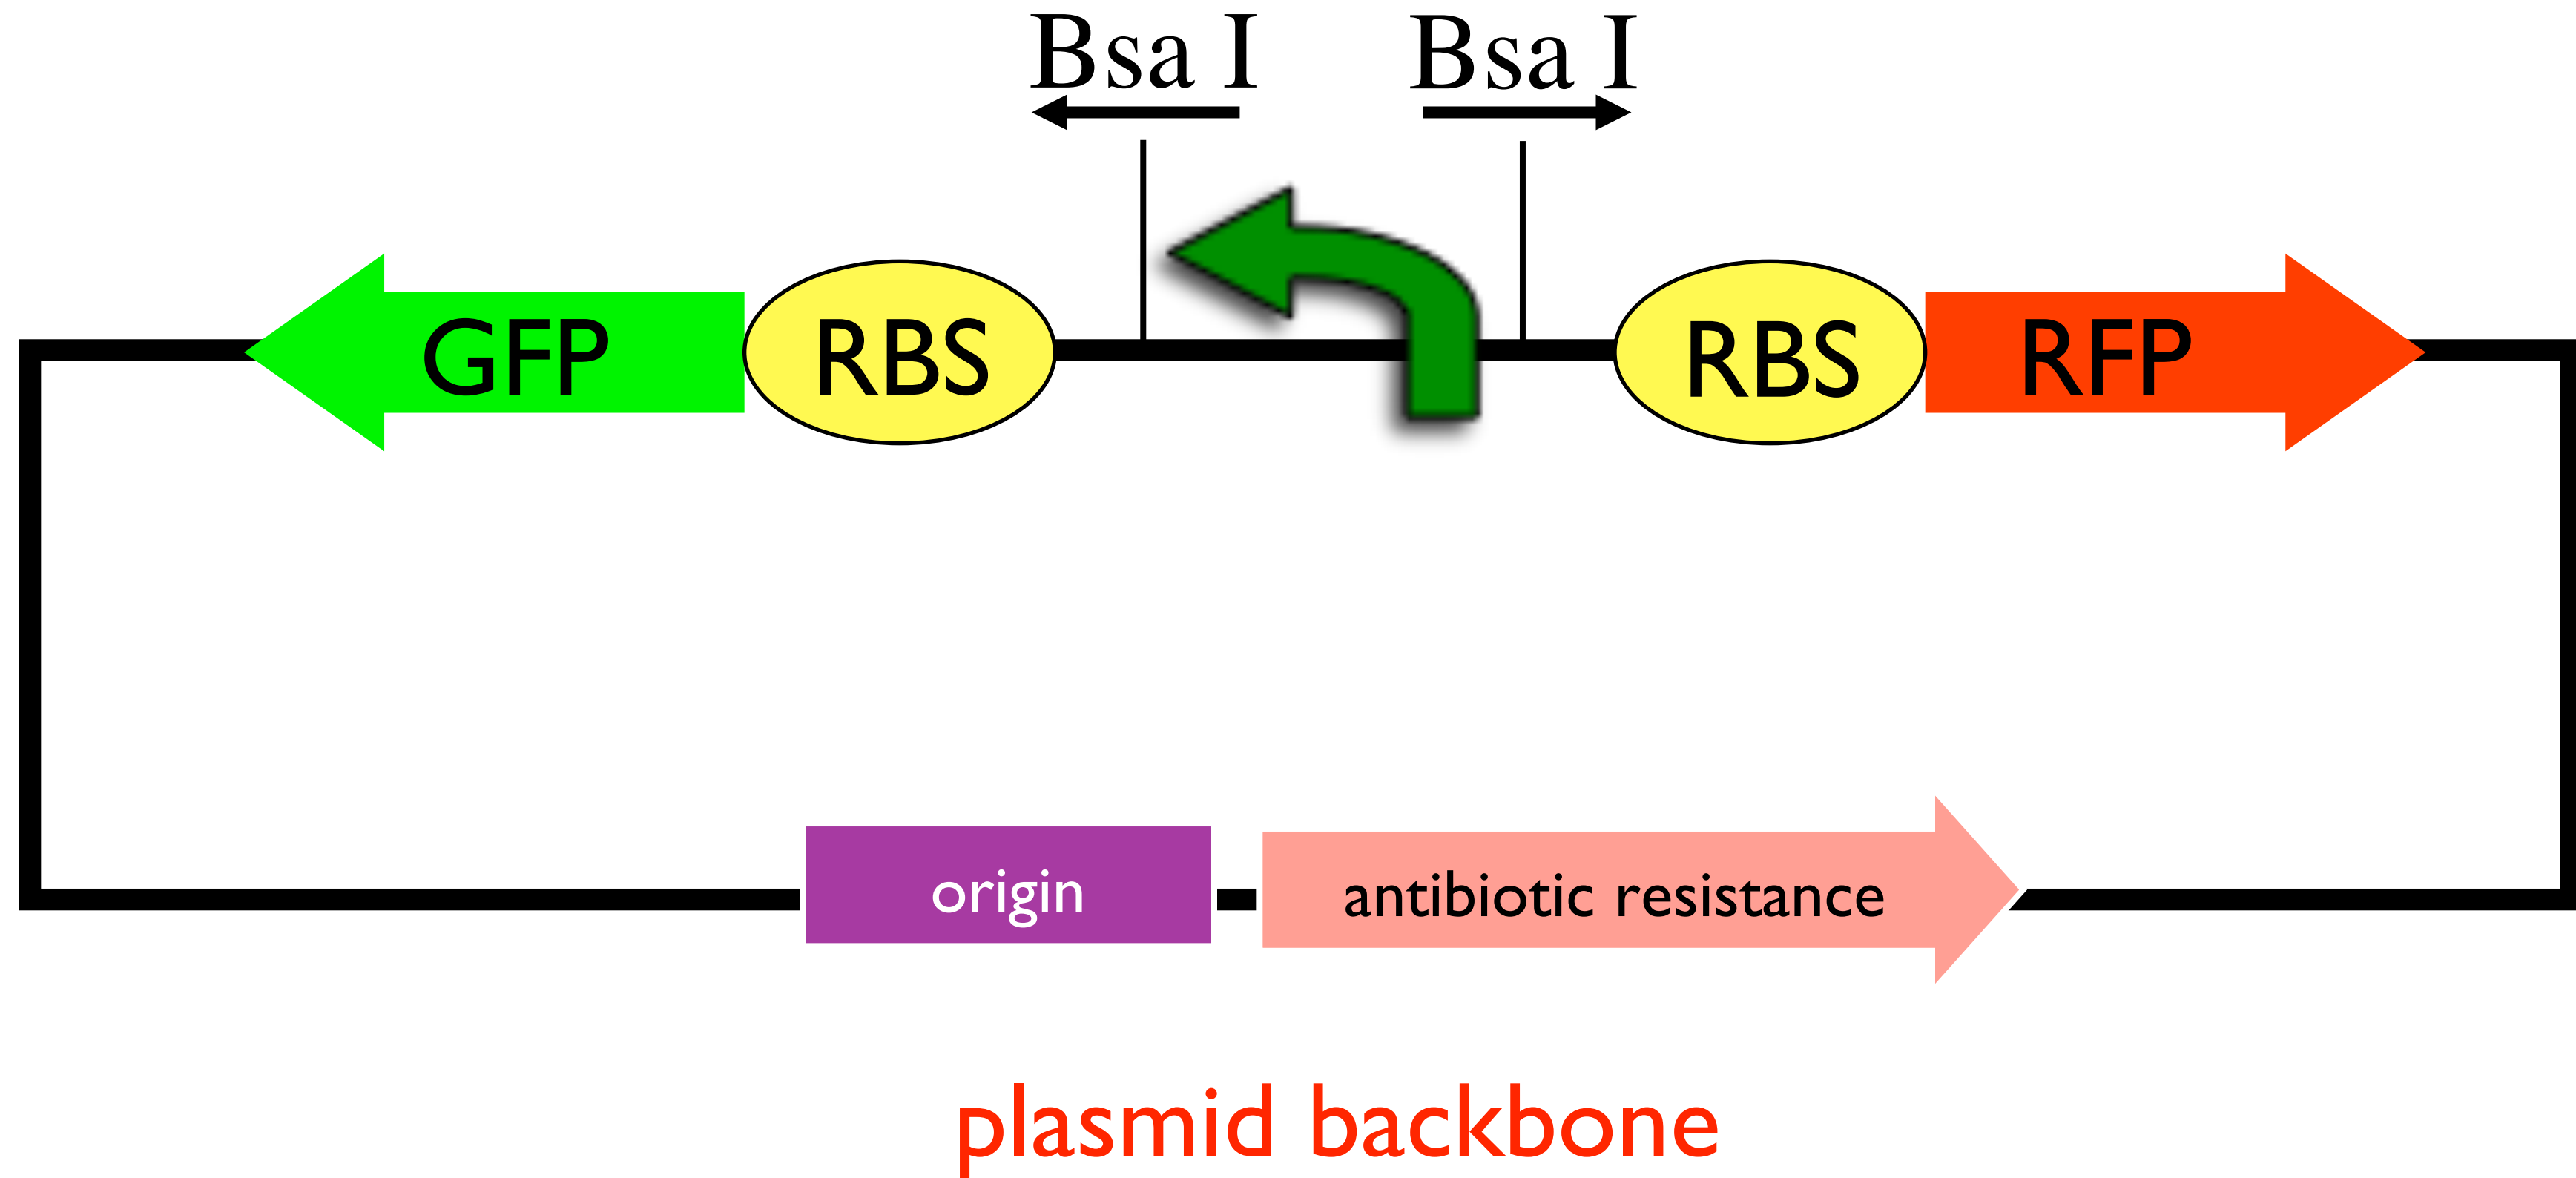 Bsa I Bsa I
GFP RBS RBS RFP
origin antibiotic resistance
plasmid backbone